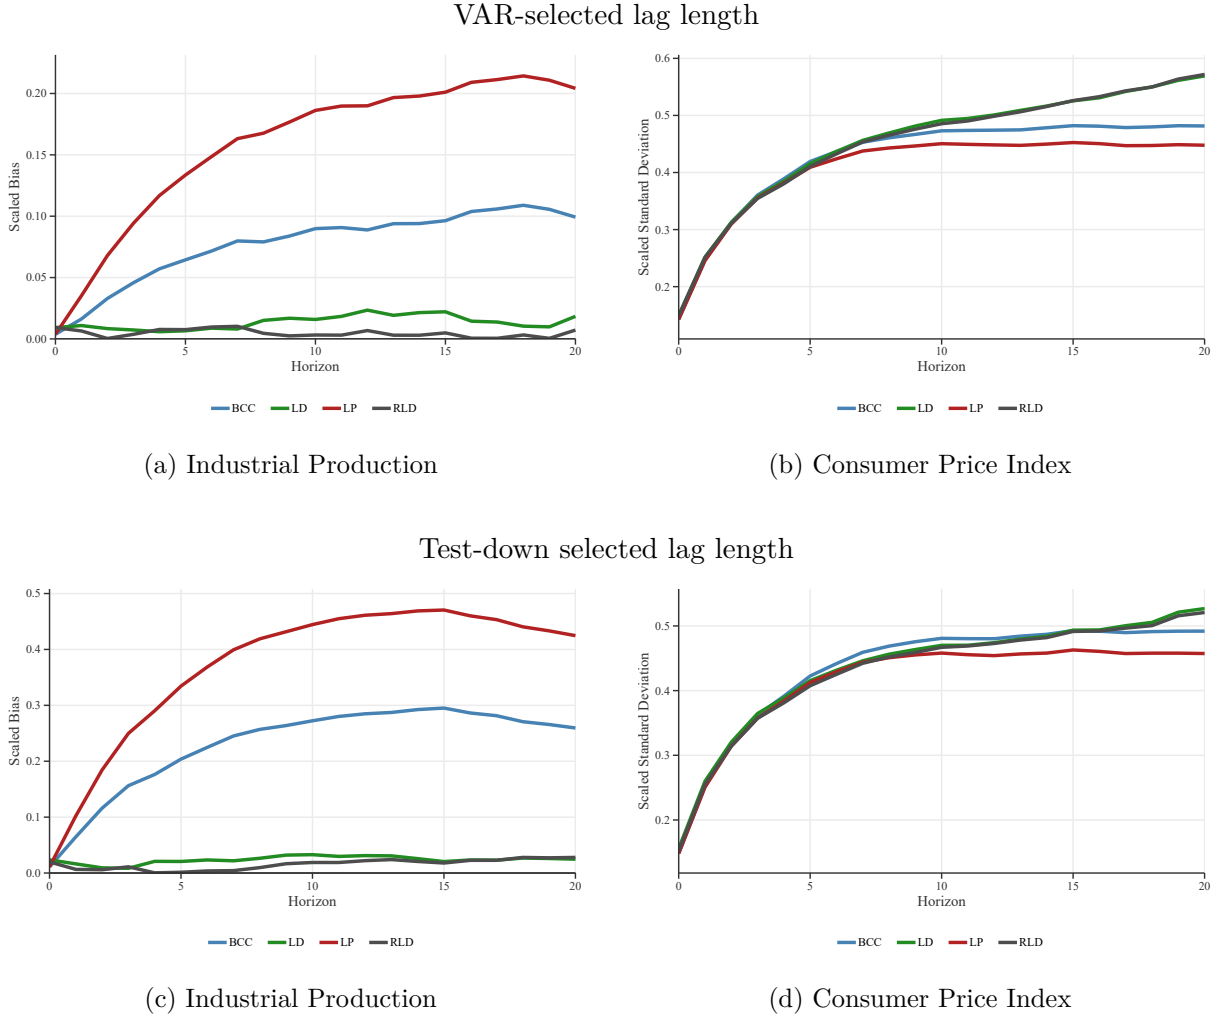 VAR-selected lag length
Scaled Bias
0.20
0.15
0.10
0.05
0.00
0 5 10 15 20
Horizon
BCC LD LP RLD
(a) Industrial Production
Scaled Standard Deviation
0.6
0.5
0.4
0.3
0.2
0 5 10 15 20
Horizon
BCC LD LP RLD
(b) Consumer Price Index
Test-down selected lag length
Scaled Bias
0.5
0.4
0.3
0.2
0.1
0.0
0 5 10 15 20
Horizon
BCC LD LP RLD
(c) Industrial Production
Scaled Standard Deviation
0.5
0.4
0.3
0.2
0 5 10 15 20
Horizon
BCC LD LP RLD
(d) Consumer Price Index